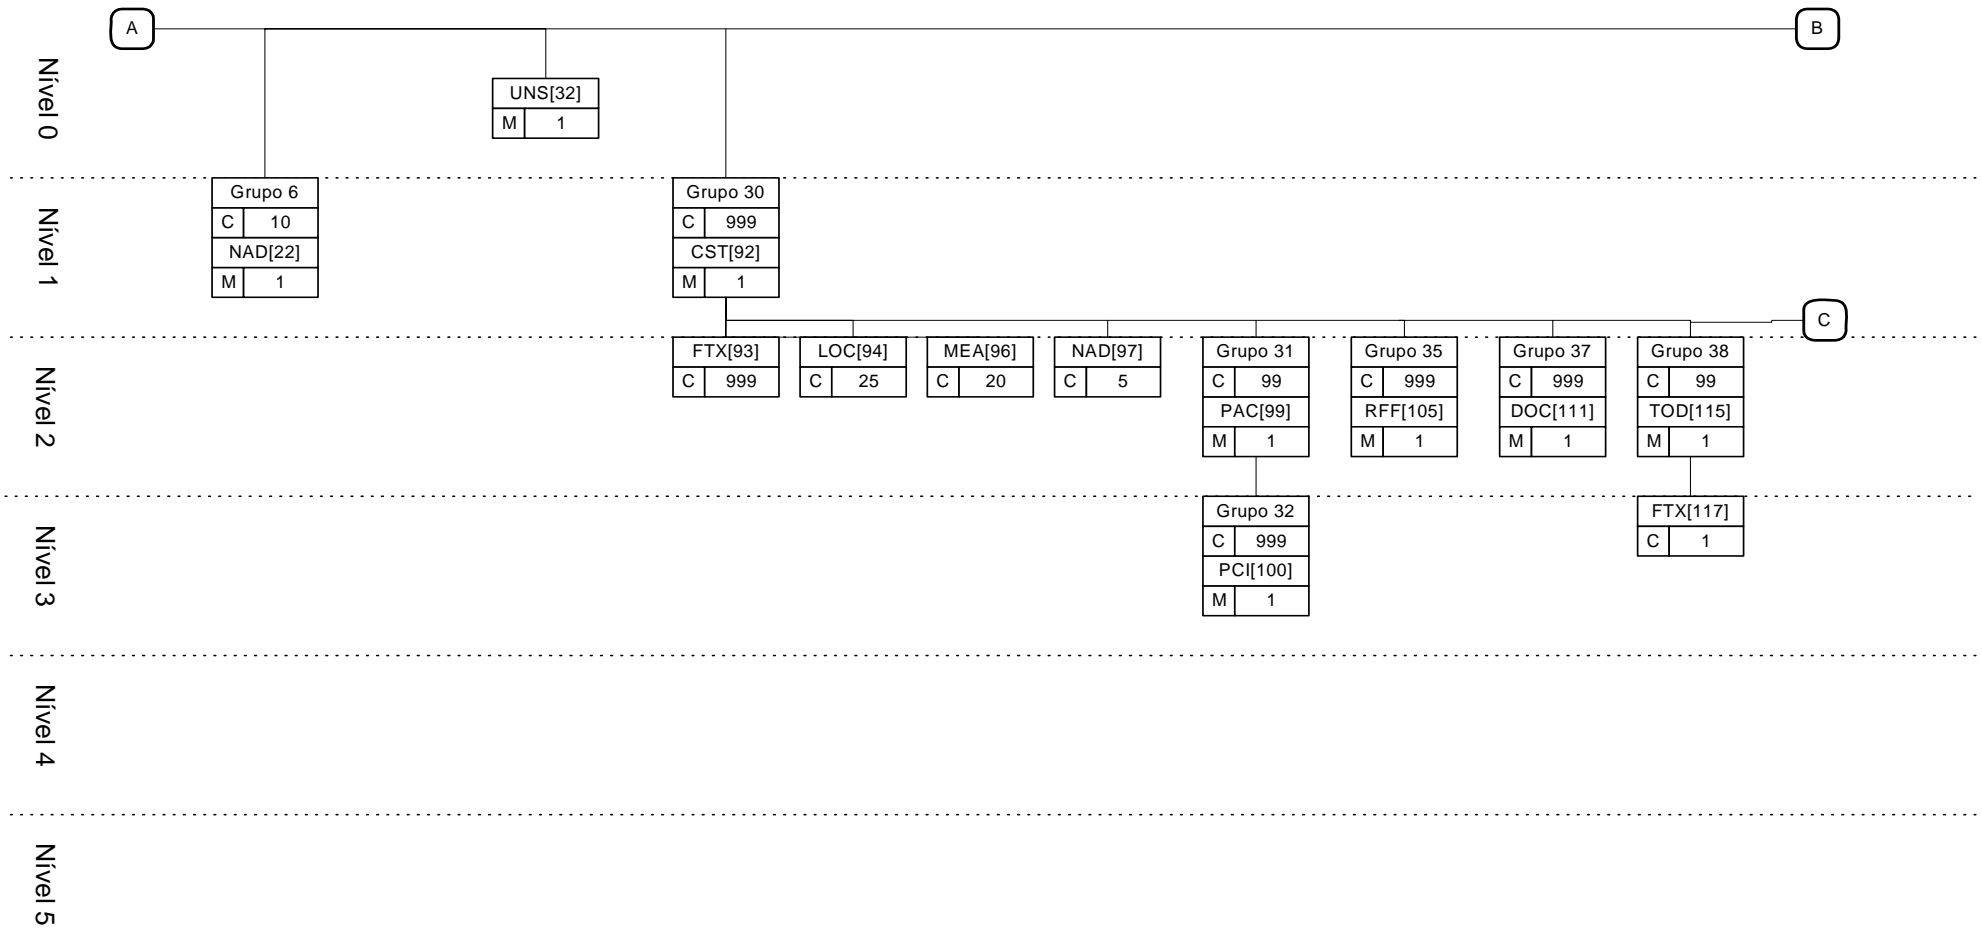 A
B
Nível 0
UNS[32]
M 1
Nível 1
Grupo 6
C 10
NAD[22]
M 1
Grupo 30
C 999
CST[92]
M 1
C
Nível 2
FTX[93]
C 999
LOC[94]
C 25
MEA[96]
C 20
NAD[97]
C 5
Grupo 31
C 99
PAC[99]
M 1
Grupo 35
C 999
RFF[105]
M 1
Grupo 37
C 999
DOC[111]
M 1
Grupo 38
C 99
TOD[115]
M 1
Nível 3
Grupo 32
C 999
PCI[100]
M 1
FTX[117]
C 1
Nível 4
Nível 5